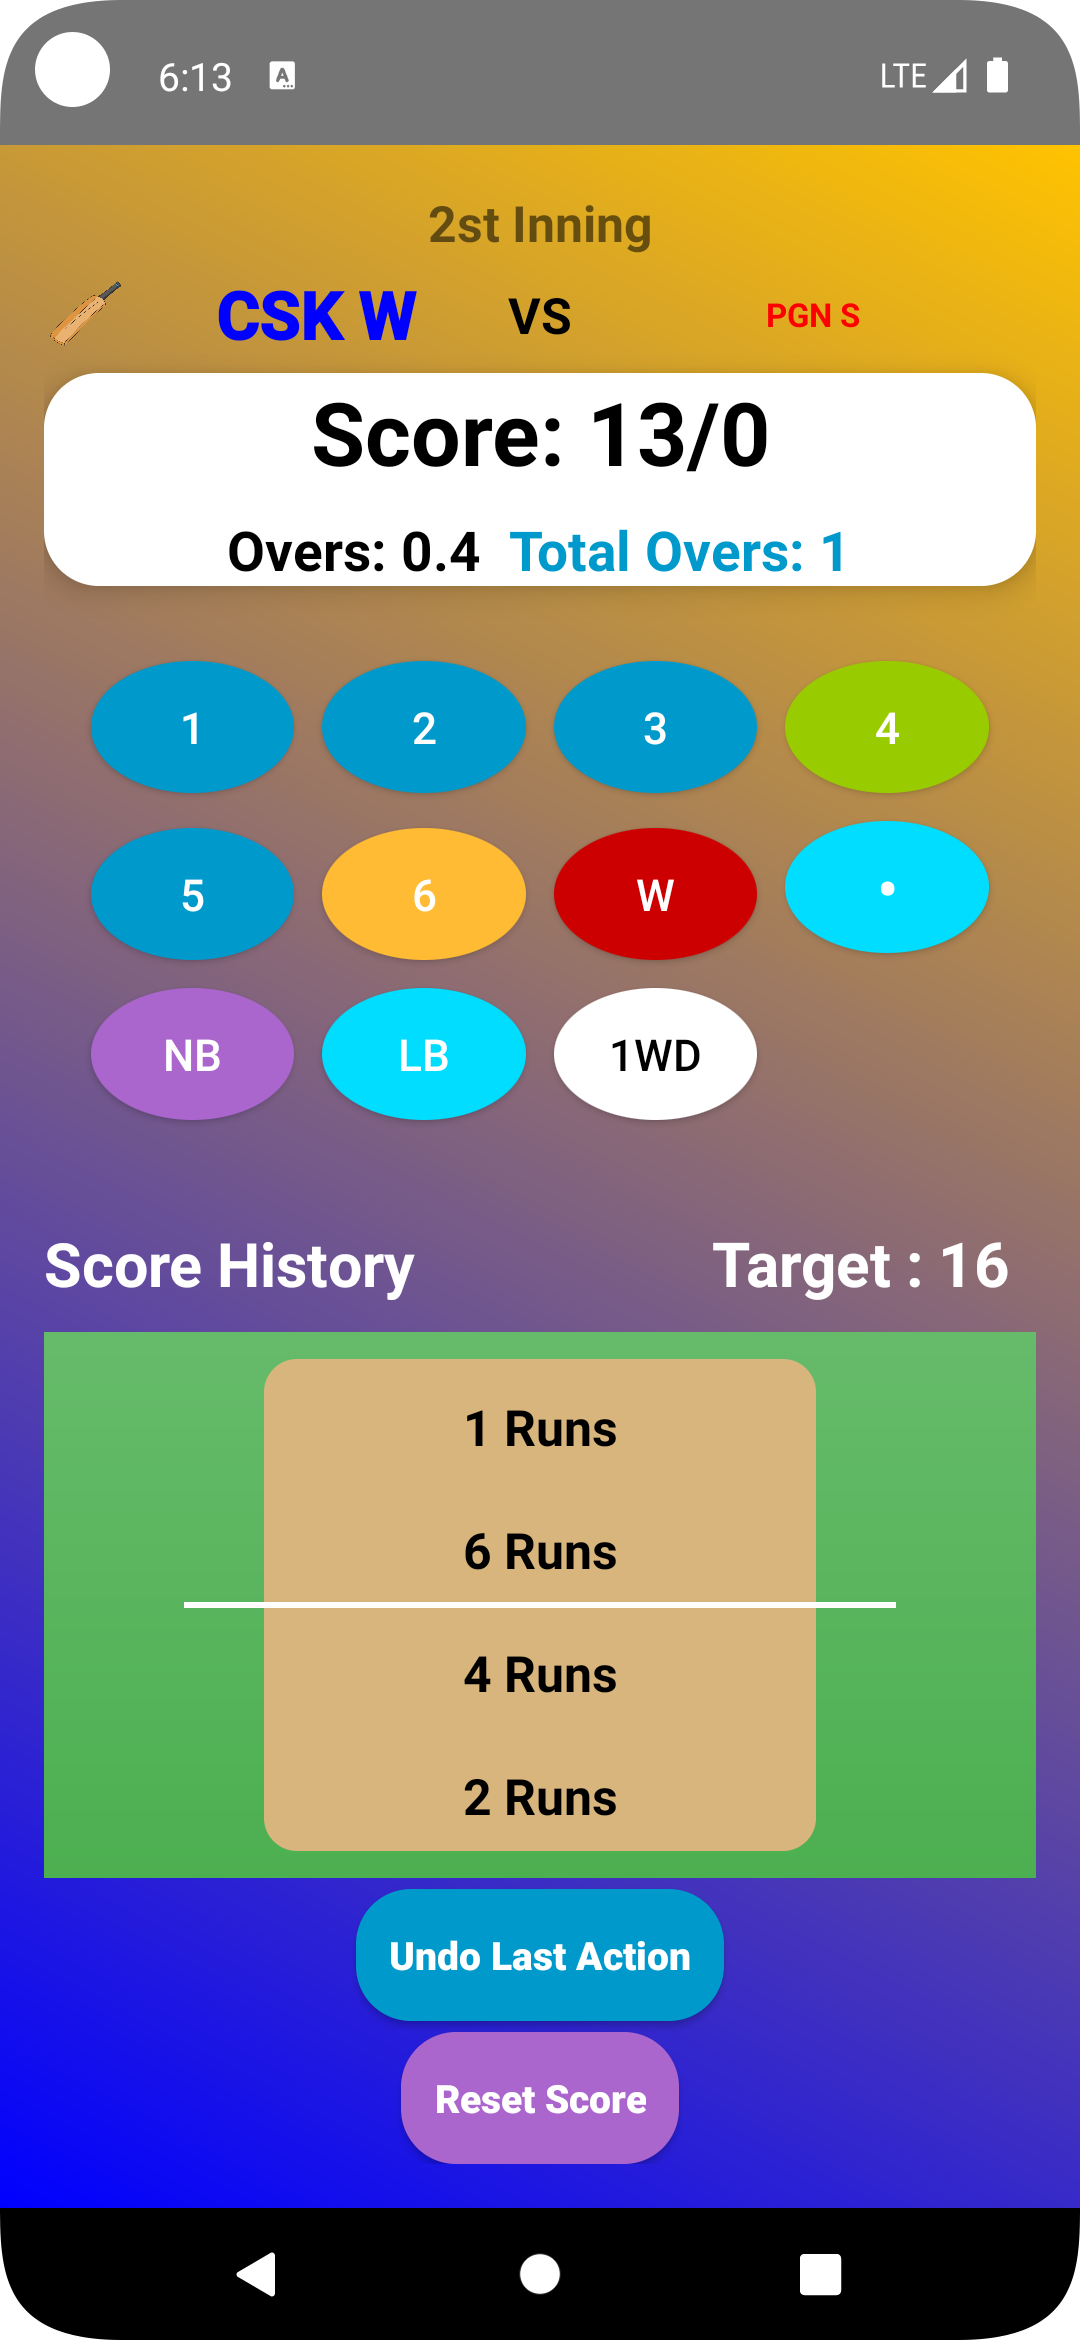 6:13 A LTE
2st Inning
CSK W VS PGN S
Score: 13/0
Overs: 0.4 Total Overs: 1
1 2 3 4
5 6 W •
NB LB 1WD
Score History Target : 16
1 Runs
6 Runs
4 Runs
2 Runs
Undo Last Action
Reset Score